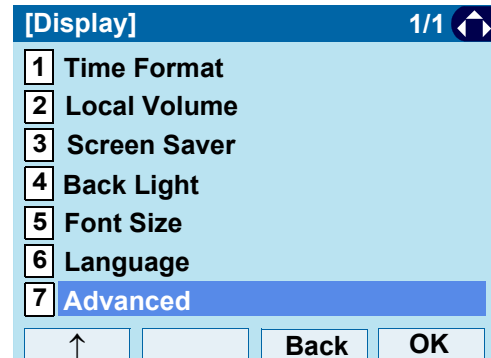 [Display] 1/1
1 Time Format
2 Local Volume
3 Screen Saver
4 Back Light
5 Font Size
6 Language
7 Advanced
↑ Back OK